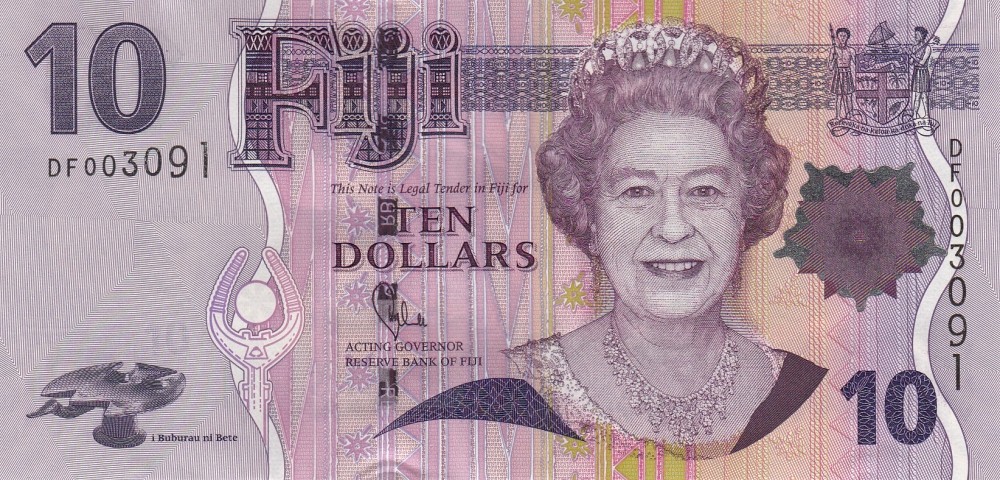 10
Fiji
DF003091
This Note is Legal Tender in Fiji for
TEN
DOLLARS
ACTING GOVERNOR
RESERVE BANK OF FIJI
i Buburau ni Bete
DF003091
10